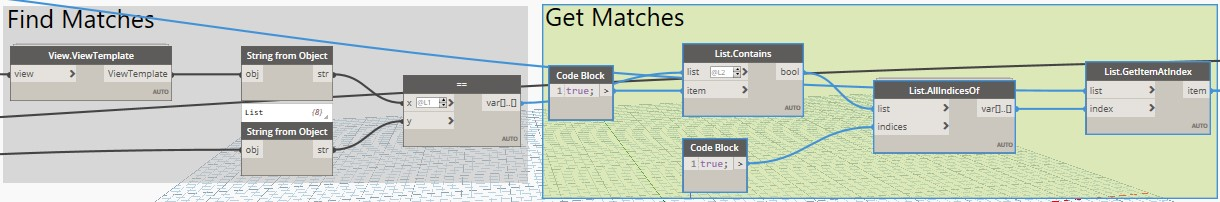 Find Matches
View.ViewTemplate
view > ViewTemplate
AUTO
String from Object
obj str
List {8}
String from Object
obj str
==
x @L1 > var[]..[]
y >
AUTO
Get Matches
Code Block
1 true; >
List.Contains
list @L2 > bool
item >
AUTO
Code Block
1 true; >
List.AllIndicesOf
list > var[]..[]
indices >
AUTO
List.GetItemAtIndex
list > item
index >
AUTO